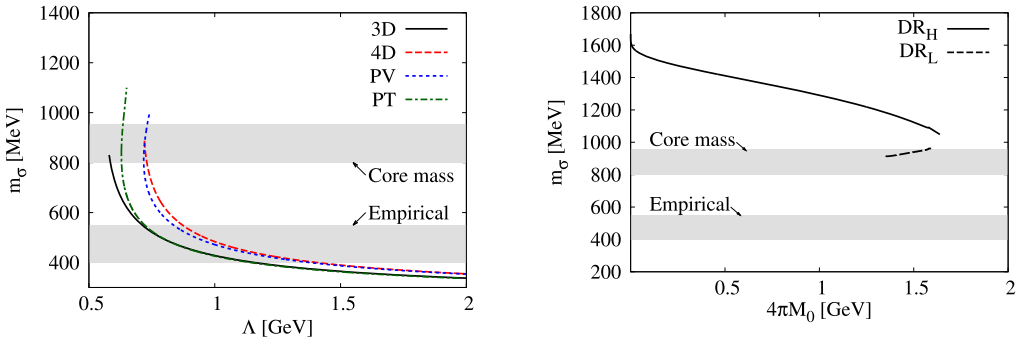 1400
1200
1000
800
600
400
m_σ [MeV]
3D
4D
PV
PT
Core mass
Empirical
0.5 1 1.5 2
Λ [GeV]
1800
1600
1400
1200
1000
800
600
400
200
m_σ [MeV]
DR_H
DR_L
Core mass
Empirical
0.5 1 1.5 2
4πM_0 [GeV]